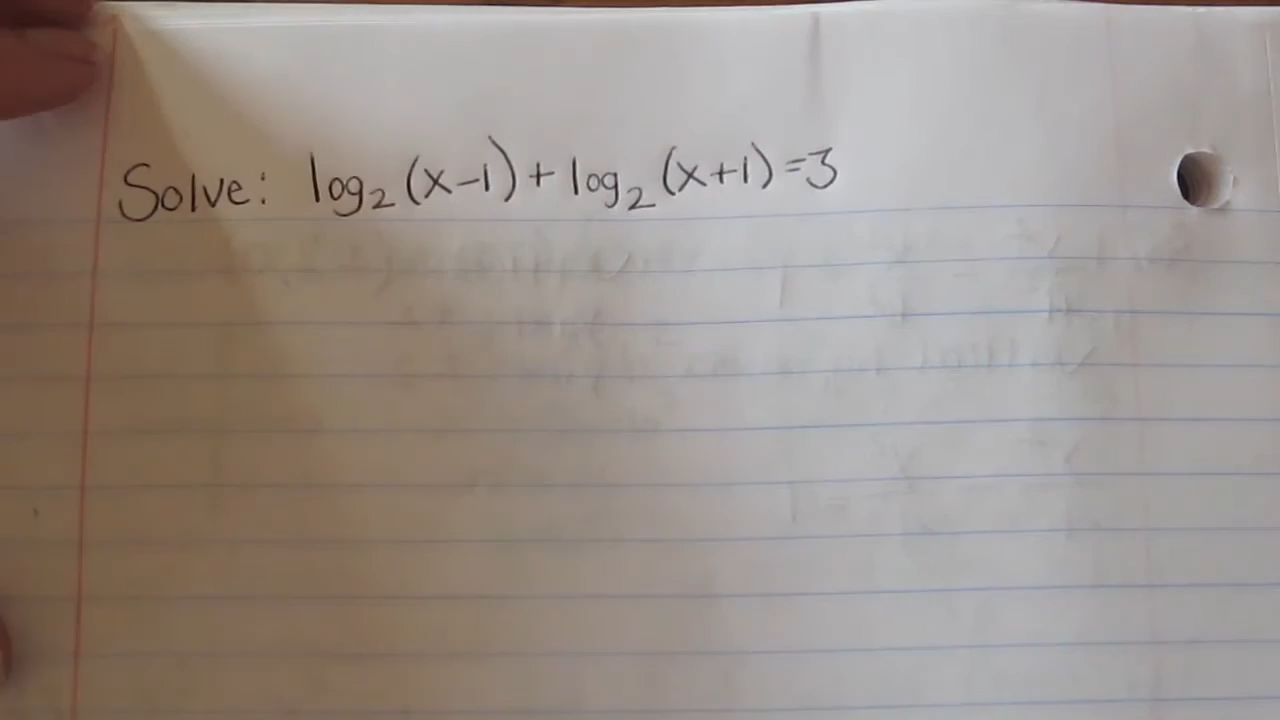 Solve: log₂(x-1) + log₂(x+1) = 3